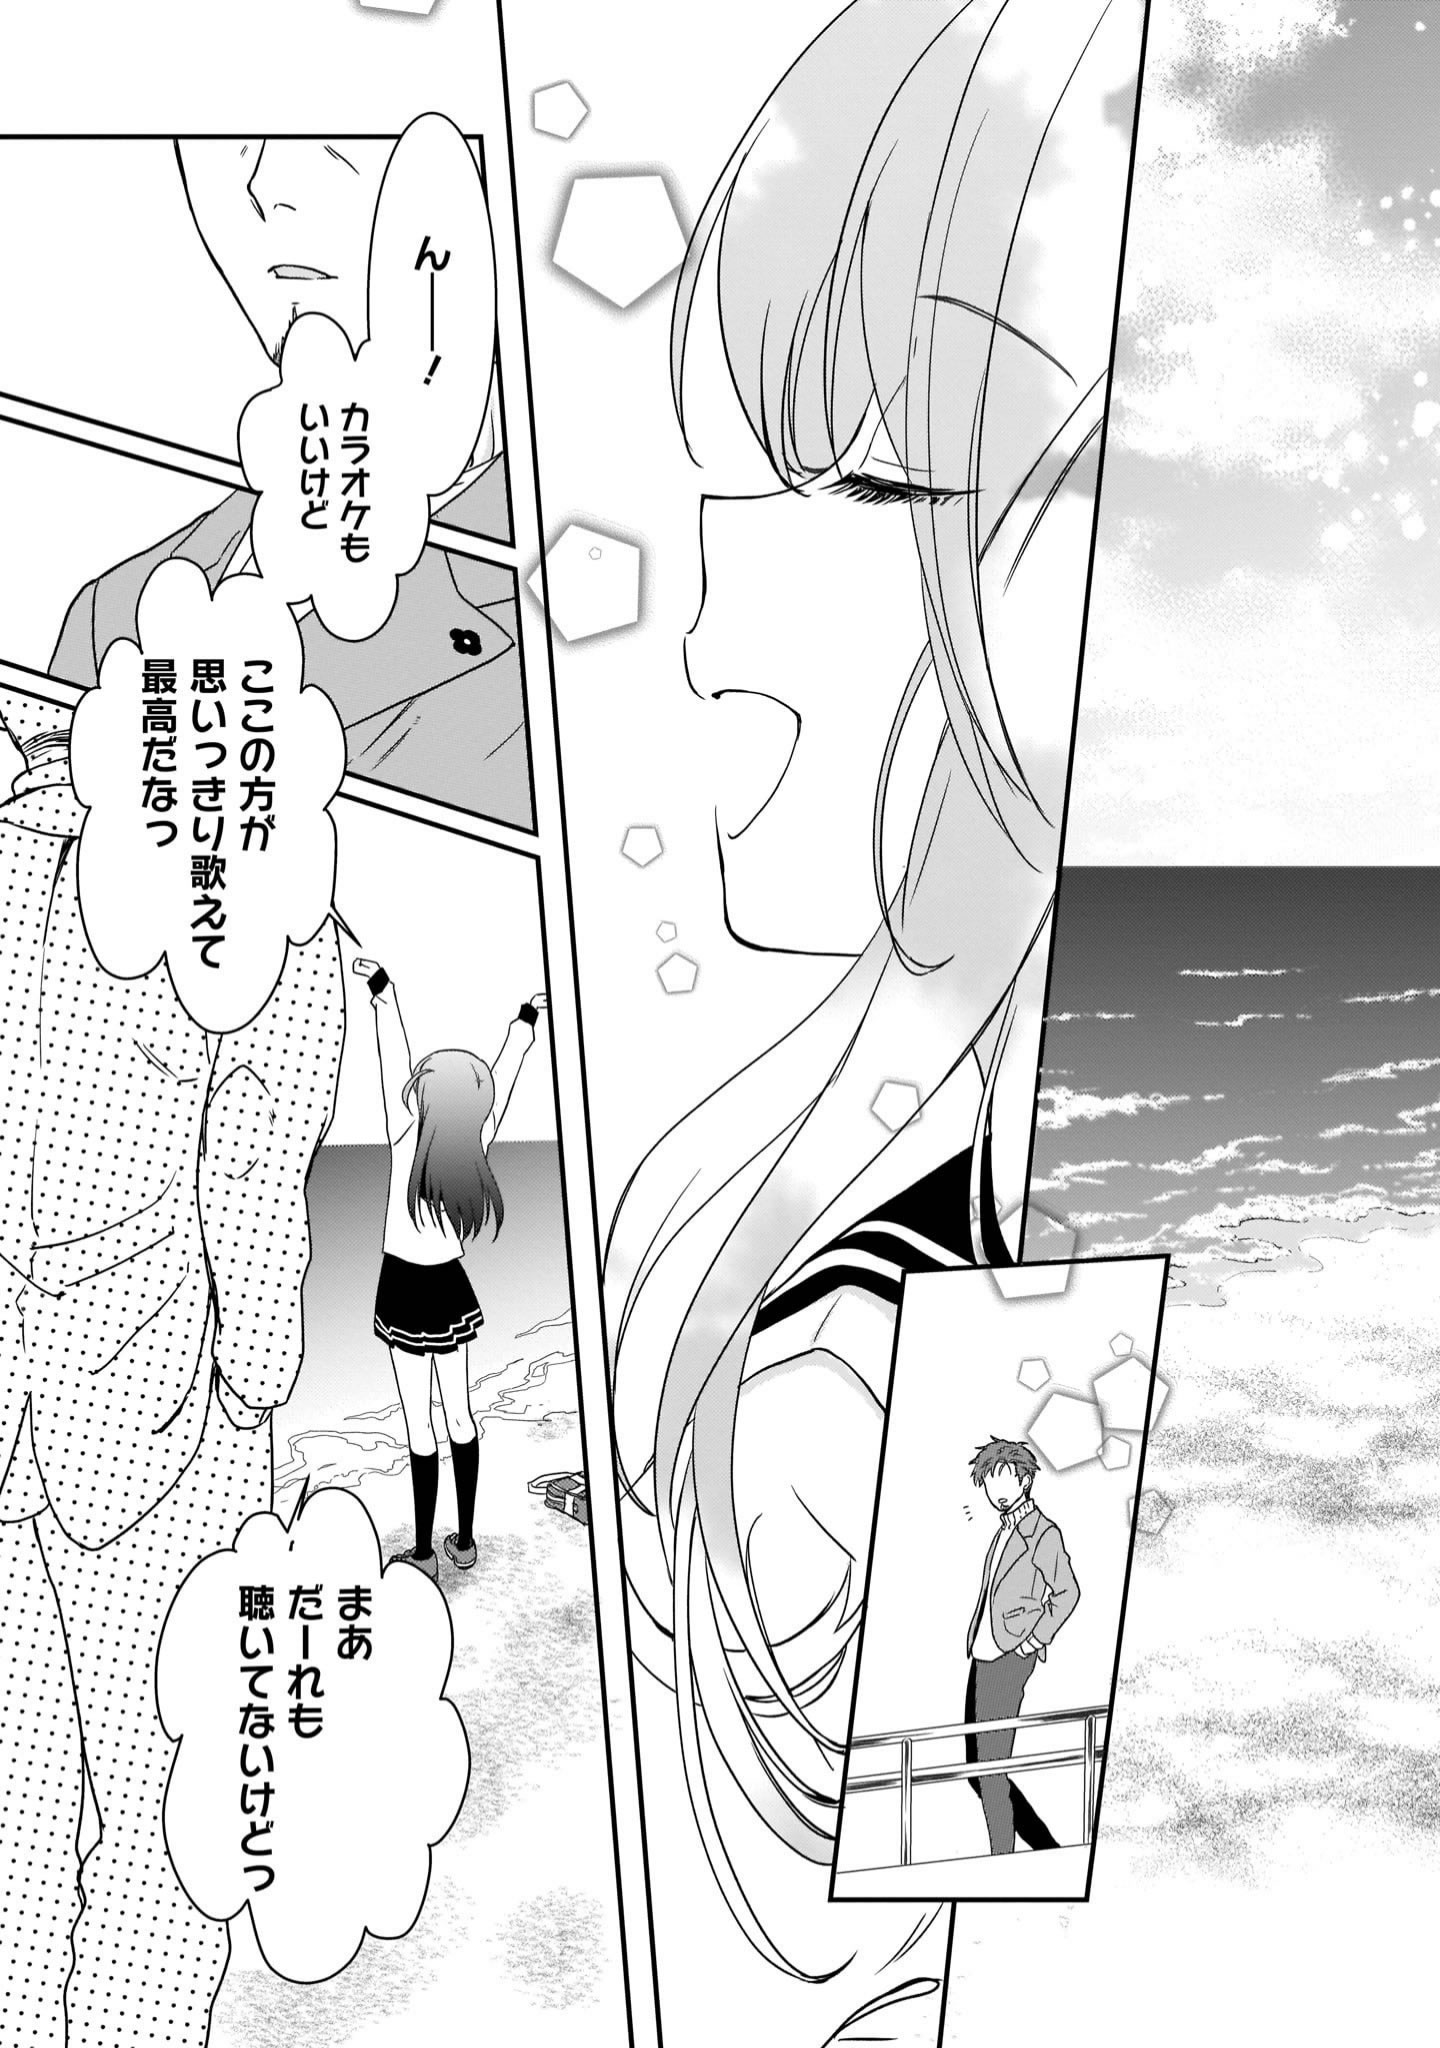 んーー！
カラオケも
いいけど
ここの方が
思いっきり歌えて
最高だなっ
まあ
だーれも
聴いてないけどっ